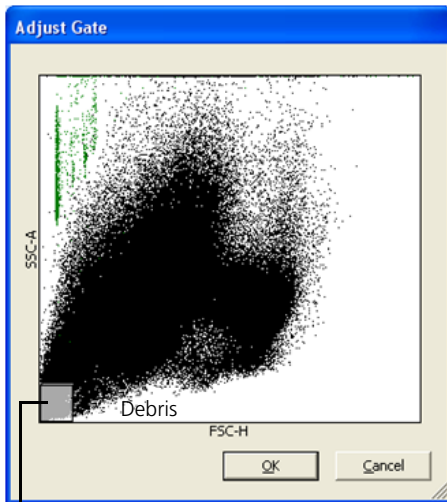 Adjust Gate
SSC-A
Debris
FSC-H
OK
Cancel